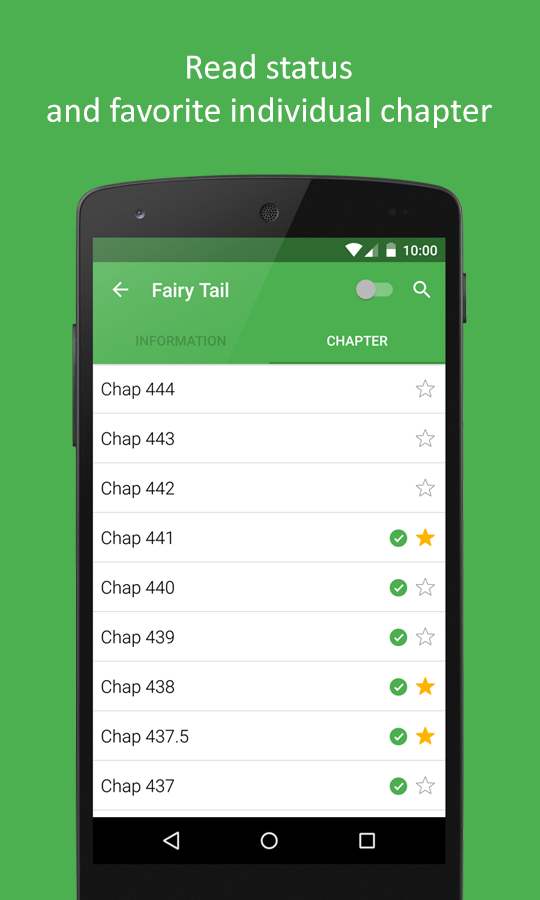 Read status
and favorite individual chapter
10:00
Fairy Tail
INFORMATION
CHAPTER
Chap 444
Chap 443
Chap 442
Chap 441
Chap 440
Chap 439
Chap 438
Chap 437.5
Chap 437